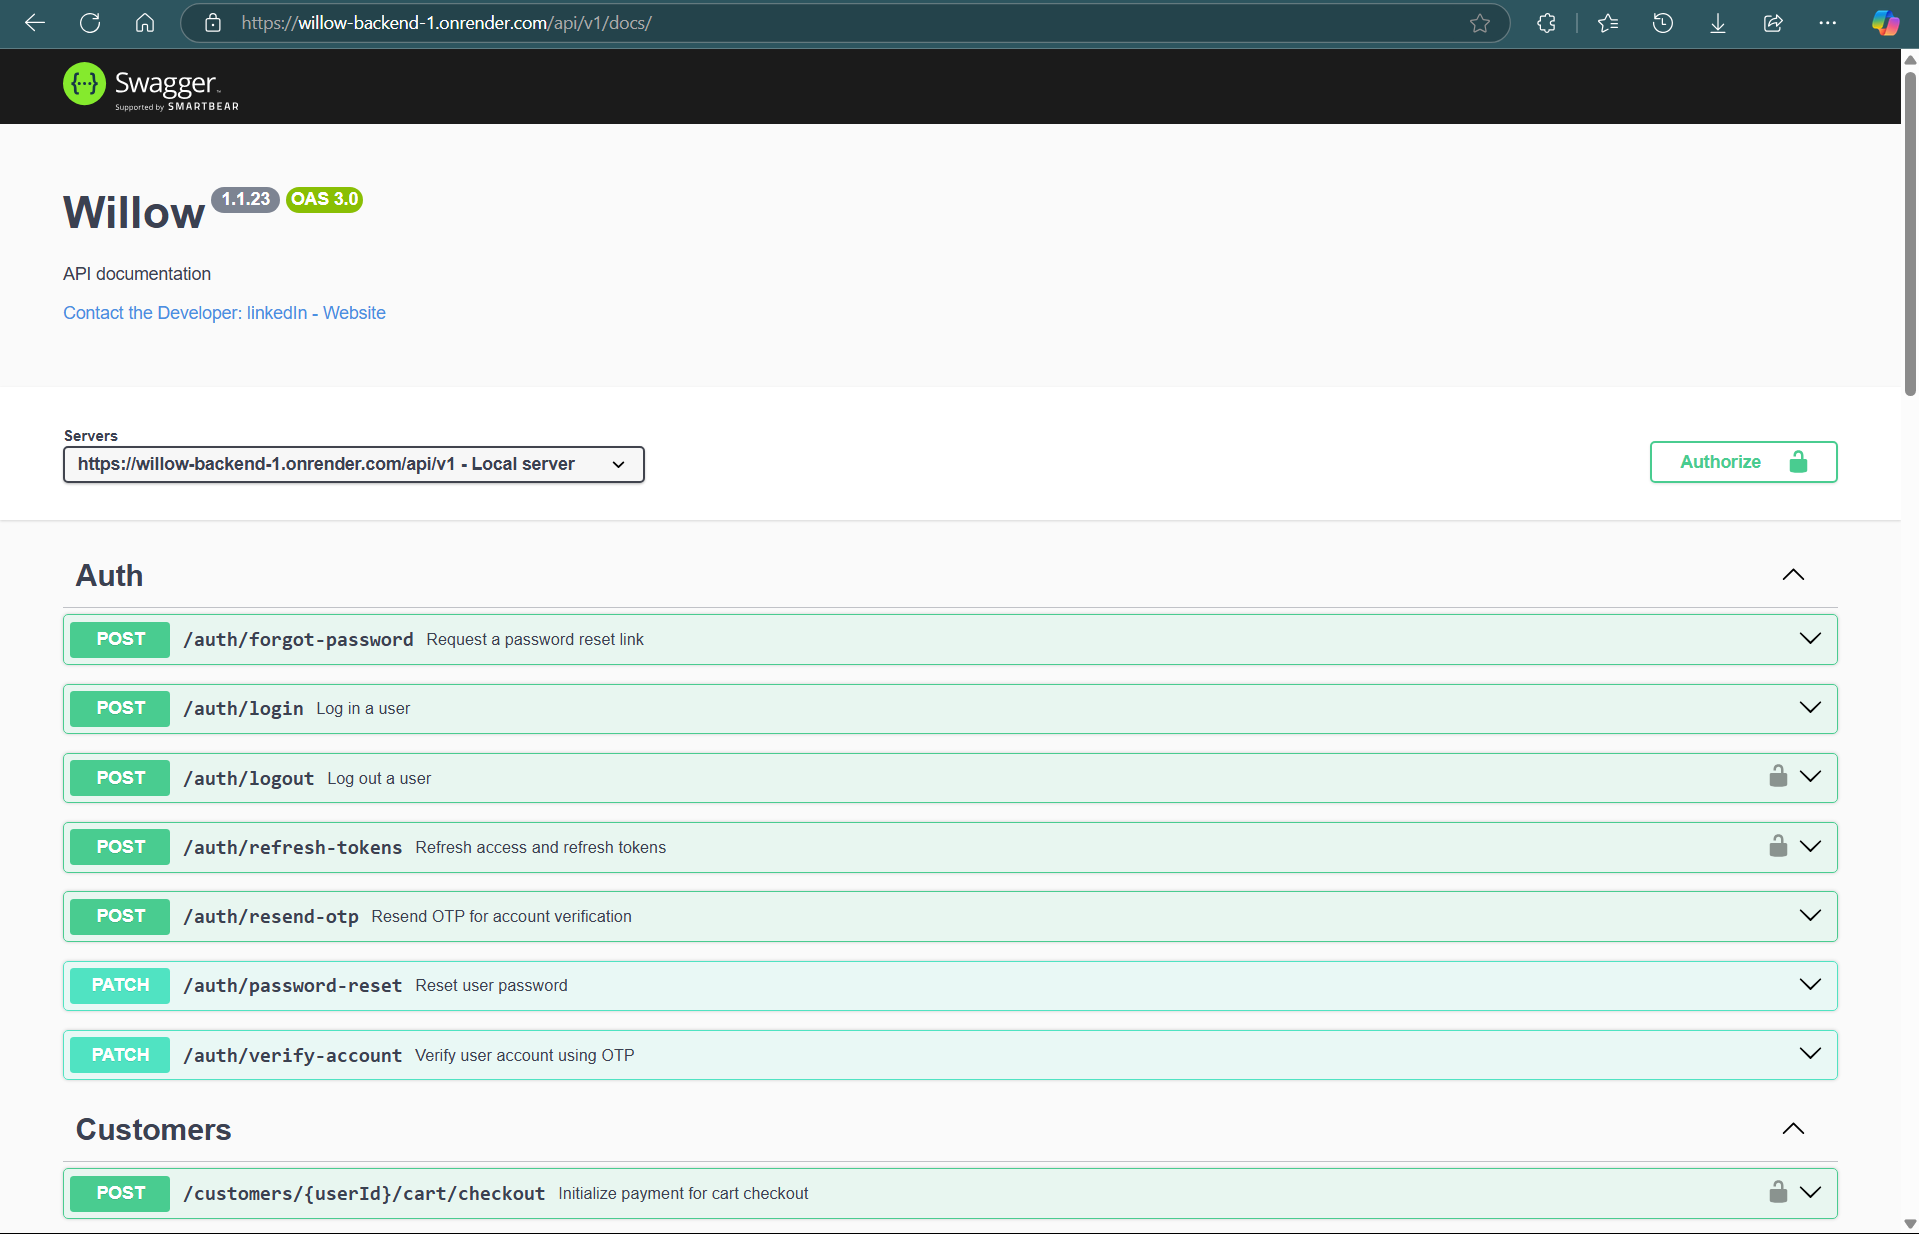 https://willow-backend-1.onrender.com/api/v1/docs/
Swagger
Supported by SMARTBEAR
Willow 1.1.23 OAS 3.0
API documentation
Contact the Developer: linkedIn - Website
Servers
https://willow-backend-1.onrender.com/api/v1 - Local server
Authorize
Auth
POST /auth/forgot-password Request a password reset link
POST /auth/login Log in a user
POST /auth/logout Log out a user
POST /auth/refresh-tokens Refresh access and refresh tokens
POST /auth/resend-otp Resend OTP for account verification
PATCH /auth/password-reset Reset user password
PATCH /auth/verify-account Verify user account using OTP
Customers
POST /customers/{userId}/cart/checkout Initialize payment for cart checkout